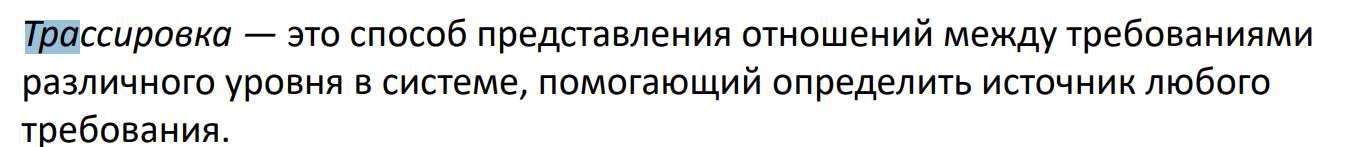 Трассировка — это способ представления отношений между требованиями
различного уровня в системе, помогающий определить источник любого
требования.